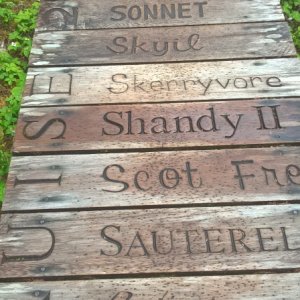 SONNET
Skyil
E Skerryvore
S Shandy II
I Scot Fre
U SAUTEREL